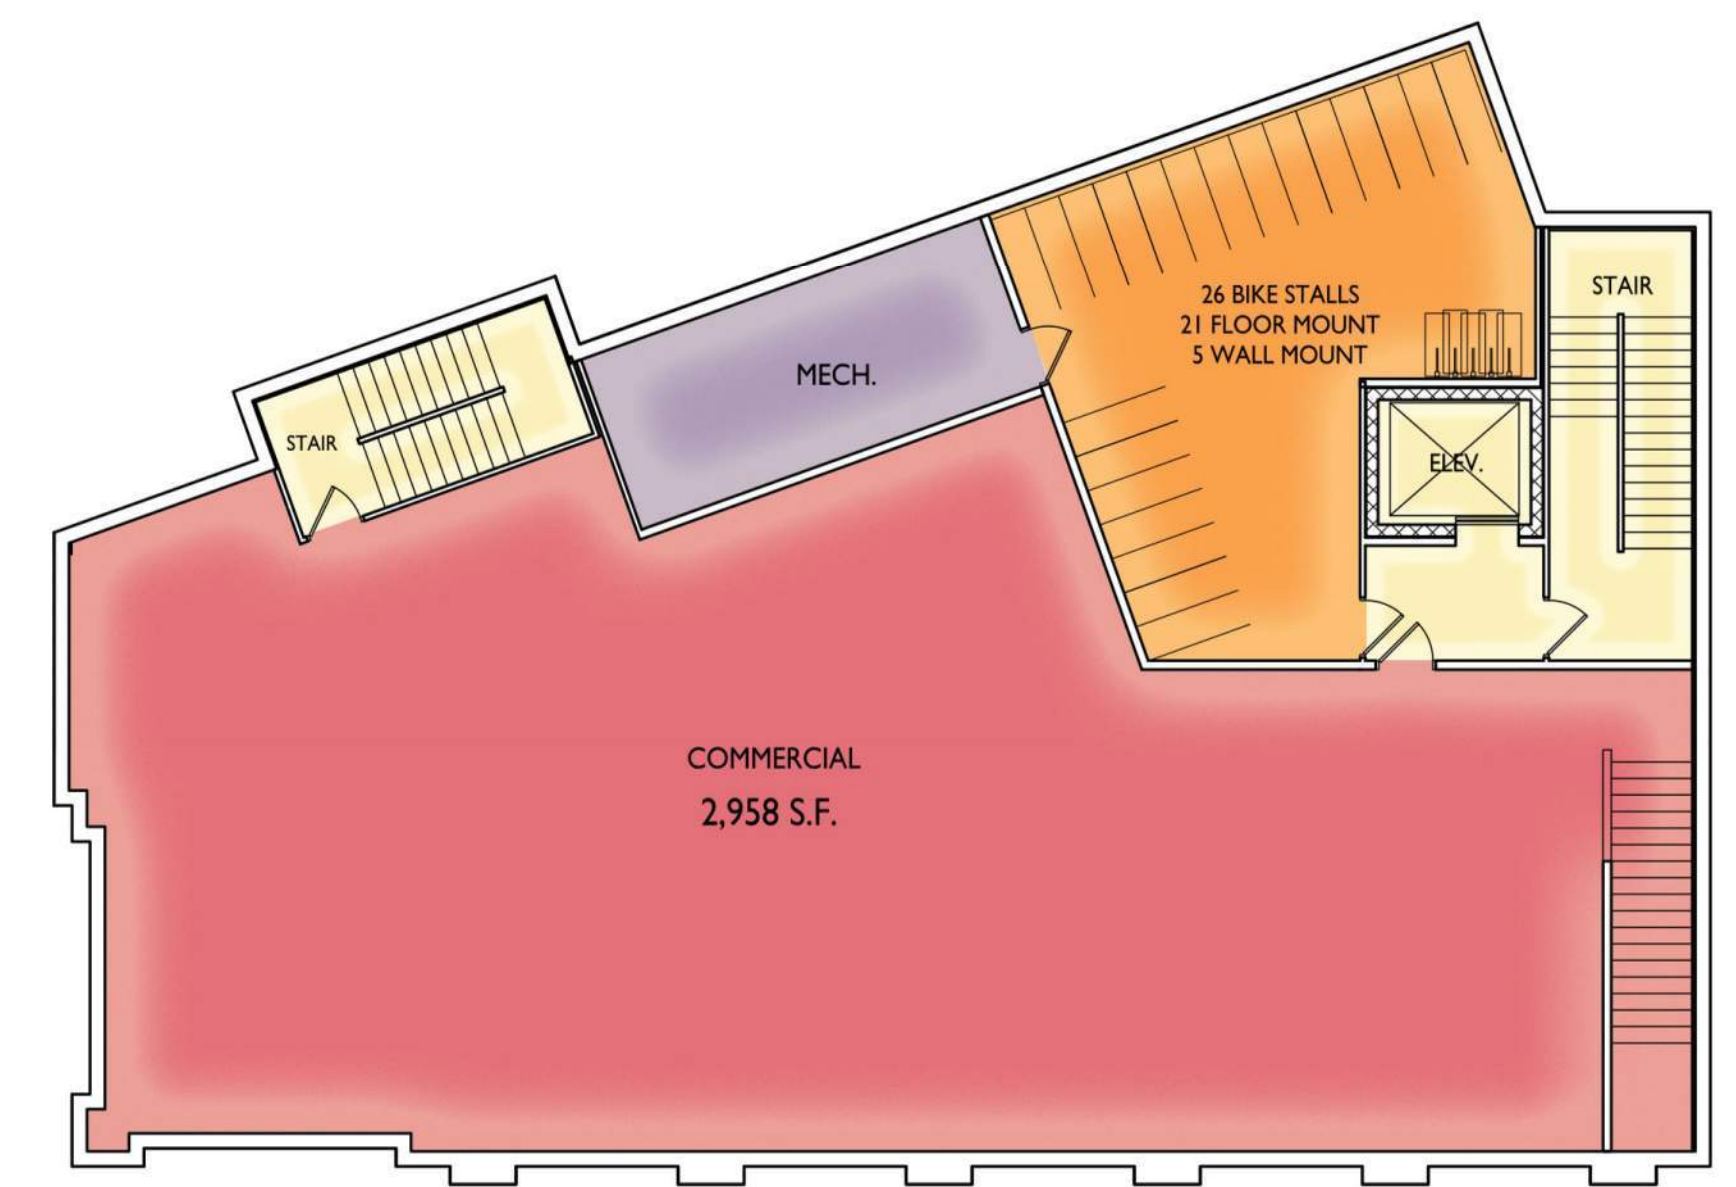 26 BIKE STALLS
21 FLOOR MOUNT
5 WALL MOUNT
STAIR
MECH.
STAIR
ELEV.
COMMERCIAL
2,958 S.F.